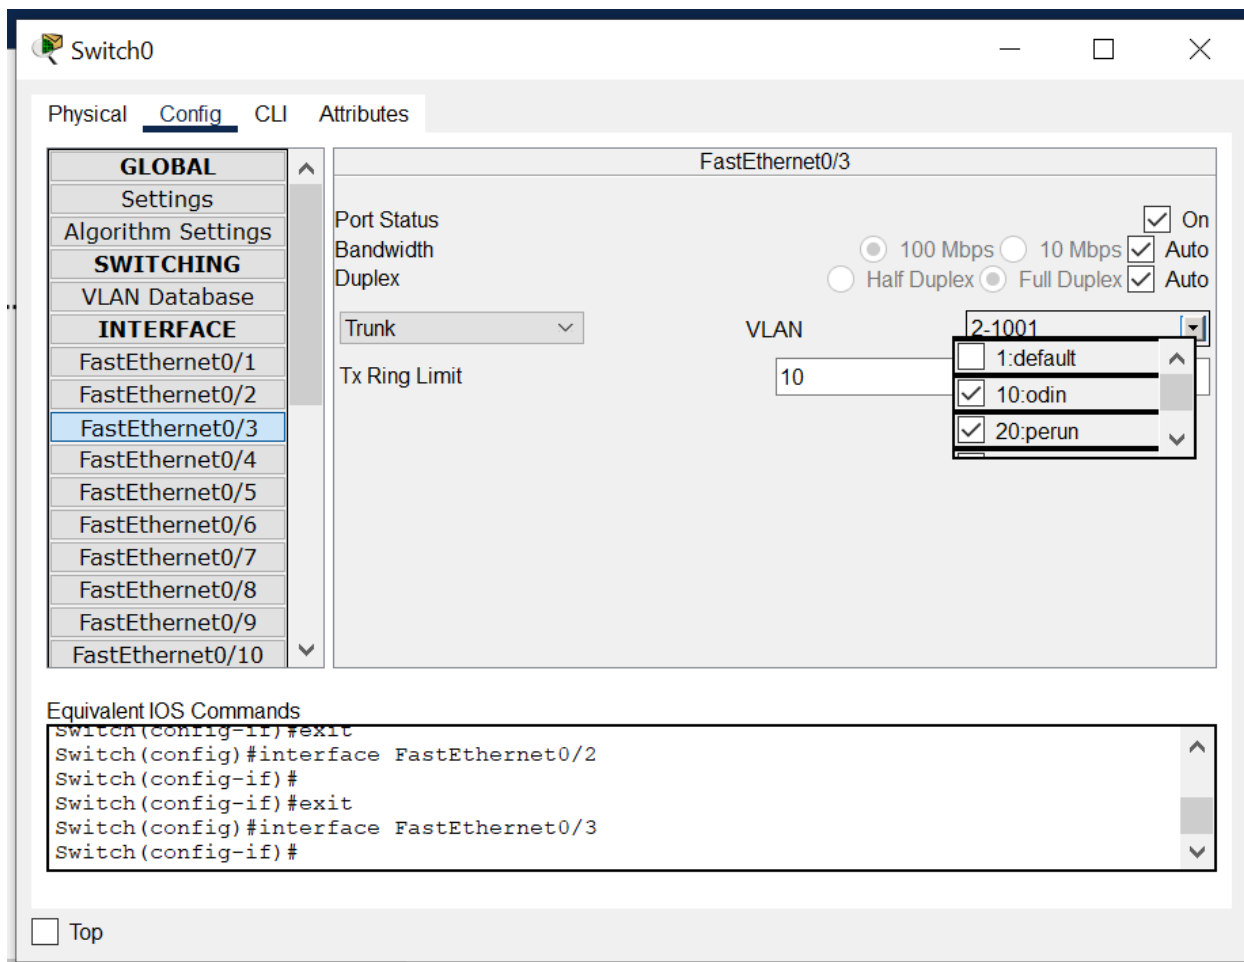 Switch0
Physical Config CLI Attributes
GLOBAL
Settings
Algorithm Settings
SWITCHING
VLAN Database
INTERFACE
FastEthernet0/1
FastEthernet0/2
FastEthernet0/3
FastEthernet0/4
FastEthernet0/5
FastEthernet0/6
FastEthernet0/7
FastEthernet0/8
FastEthernet0/9
FastEthernet0/10
FastEthernet0/3
Port Status On
Bandwidth 100 Mbps 10 Mbps Auto
Duplex Half Duplex Full Duplex Auto
Trunk VLAN 2-1001
1:default
10:odin
20:perun
Tx Ring Limit 10
Equivalent IOS Commands
Switch(config-if)#exit
Switch(config)#interface FastEthernet0/2
Switch(config-if)#
Switch(config-if)#exit
Switch(config)#interface FastEthernet0/3
Switch(config-if)#
Top